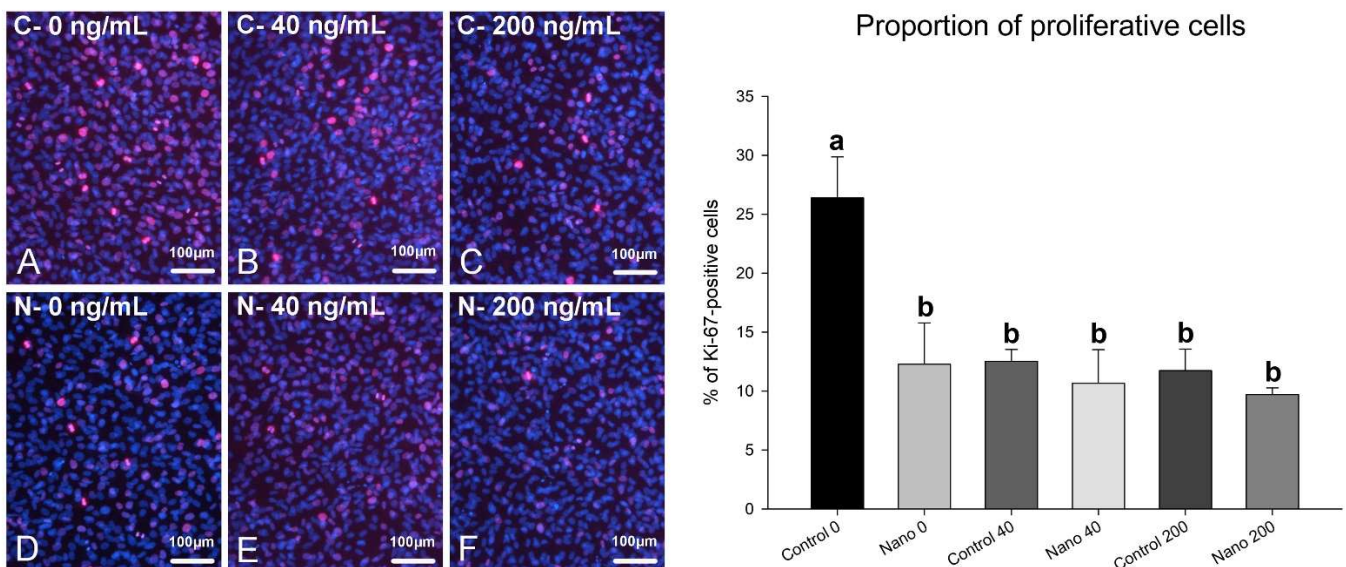 C- 0 ng/mL
100µm
A
C- 40 ng/mL
100µm
B
C- 200 ng/mL
100µm
C
N- 0 ng/mL
100µm
D
N- 40 ng/mL
100µm
E
N- 200 ng/mL
100µm
F
Proportion of proliferative cells
% of Ki-67-positive cells
35
30
25
20
15
10
5
0
a
b
b
b
b
b
Control 0
Nano 0
Control 40
Nano 40
Control 200
Nano 200